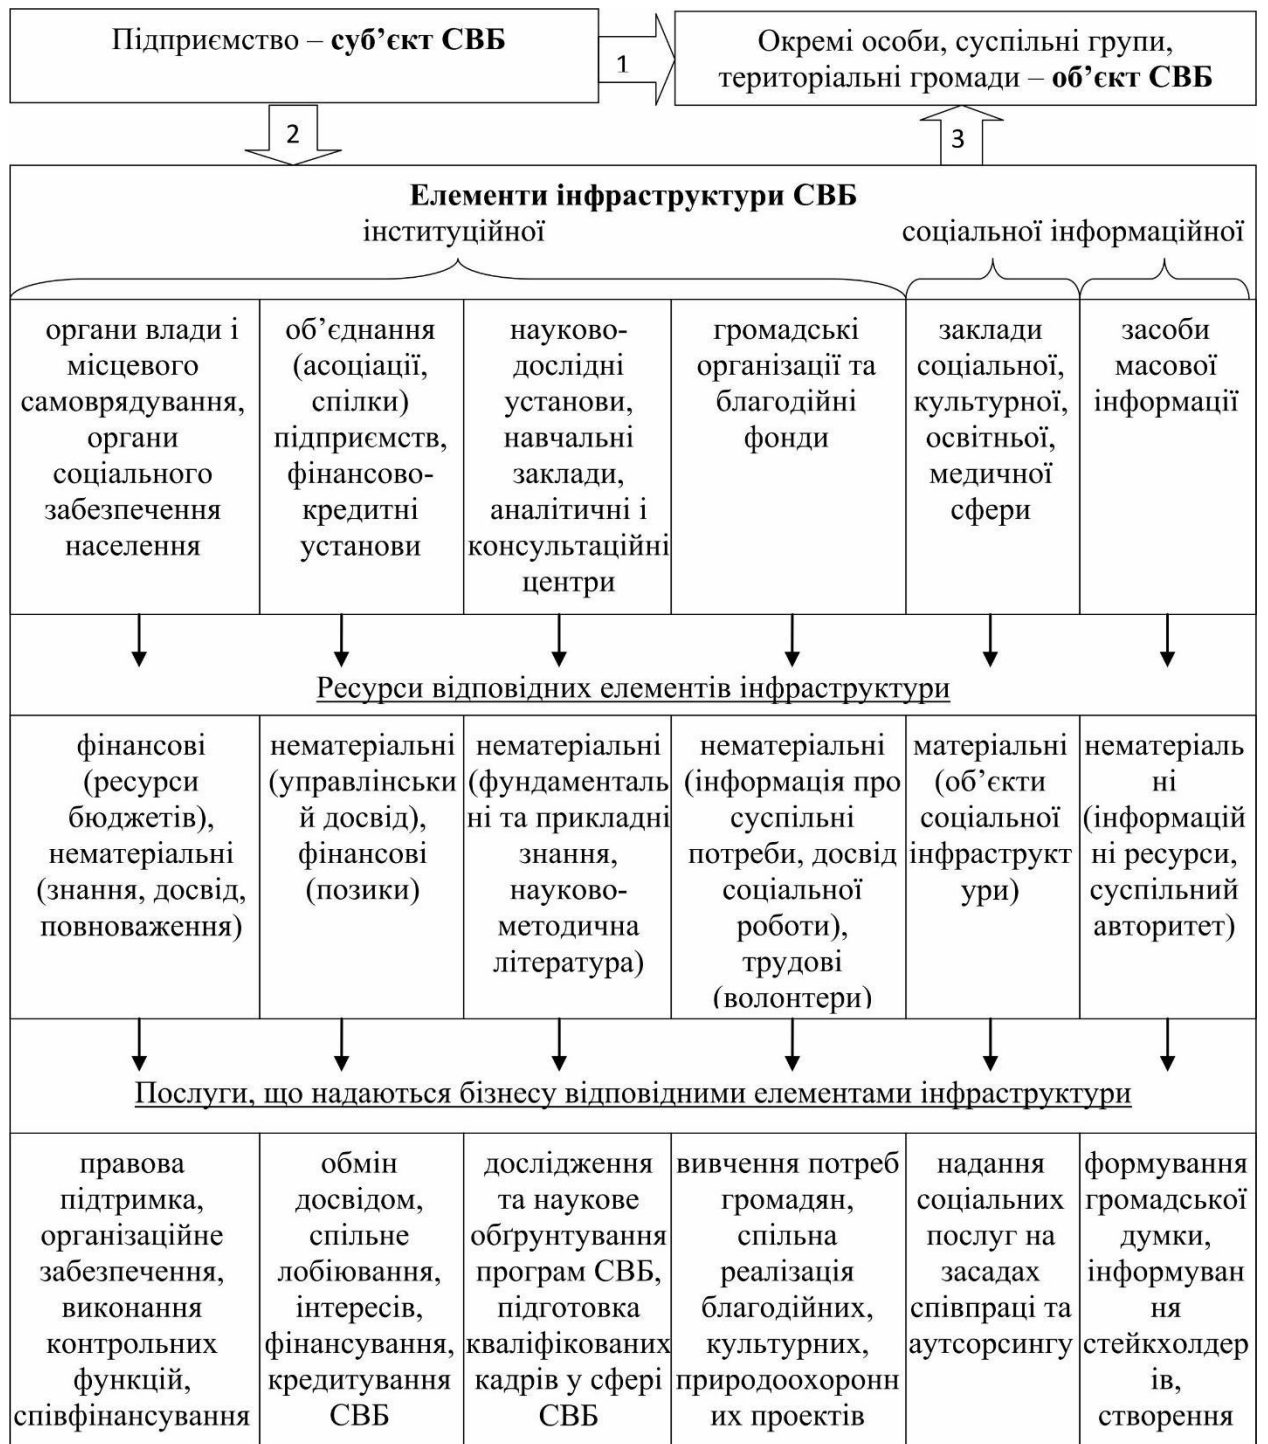 Підприємство – суб’єкт СВБ
1
Окремі особи, суспільні групи,
територіальні громади – об’єкт СВБ
2
3
Елементи інфраструктури СВБ
інституційної
соціальної інформаційної
органи влади і
місцевого
самоврядування,
органи
соціального
забезпечення
населення
об’єднання
(асоціації,
спілки)
підприємств,
фінансово-
кредитні
установи
науково-
дослідні
установи,
навчальні
заклади,
аналітичні і
консультаційні
центри
громадські
організації та
благодійні
фонди
заклади
соціальної,
культурної,
освітньої,
медичної
сфери
засоби
масової
інформації
Ресурси відповідних елементів інфраструктури
фінансові
(ресурси
бюджетів),
нематеріальні
(знання, досвід,
повноваження)
нематеріальні
(управлінськи
й досвід),
фінансові
(позики)
нематеріальні
(фундаменталь
ні та прикладні
знання,
науково-
методична
література)
нематеріальні
(інформація про
суспільні
потреби, досвід
соціальної
роботи),
трудові
(волонтери)
матеріальні
(об’єкти
соціальної
інфраструкт
ури)
нематеріаль
ні
(інформацій
ні ресурси,
суспільний
авторитет)
Послуги, що надаються бізнесу відповідними елементами інфраструктури
правова
підтримка,
організаційне
забезпечення,
виконання
контрольних
функцій,
співфінансування
обмін
досвідом,
спільне
лобіювання,
інтересів,
фінансування,
кредитування
СВБ
дослідження
та наукове
обґрунтування
програм СВБ,
підготовка
кваліфікованих
кадрів у сфері
СВБ
вивчення потреб
громадян,
спільна
реалізація
благодійних,
культурних,
природоохоронн
их проектів
надання
соціальних
послуг на
засадах
співпраці та
аутсорсингу
формування
громадської
думки,
інформуван
ня
стейкхолдер
ів,
створення